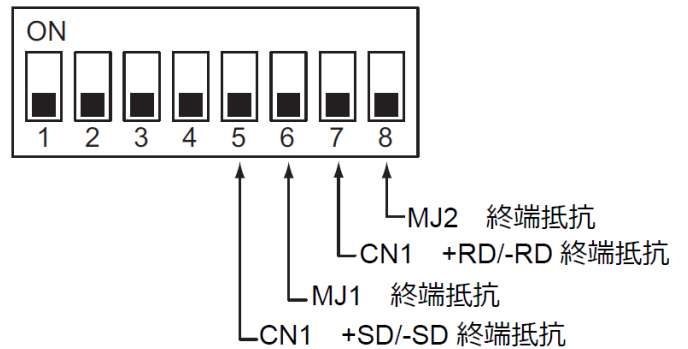 ON
1 2 3 4 5 6 7 8
MJ2 終端抵抗
CN1 +RD/-RD 終端抵抗
MJ1 終端抵抗
CN1 +SD/-SD 終端抵抗